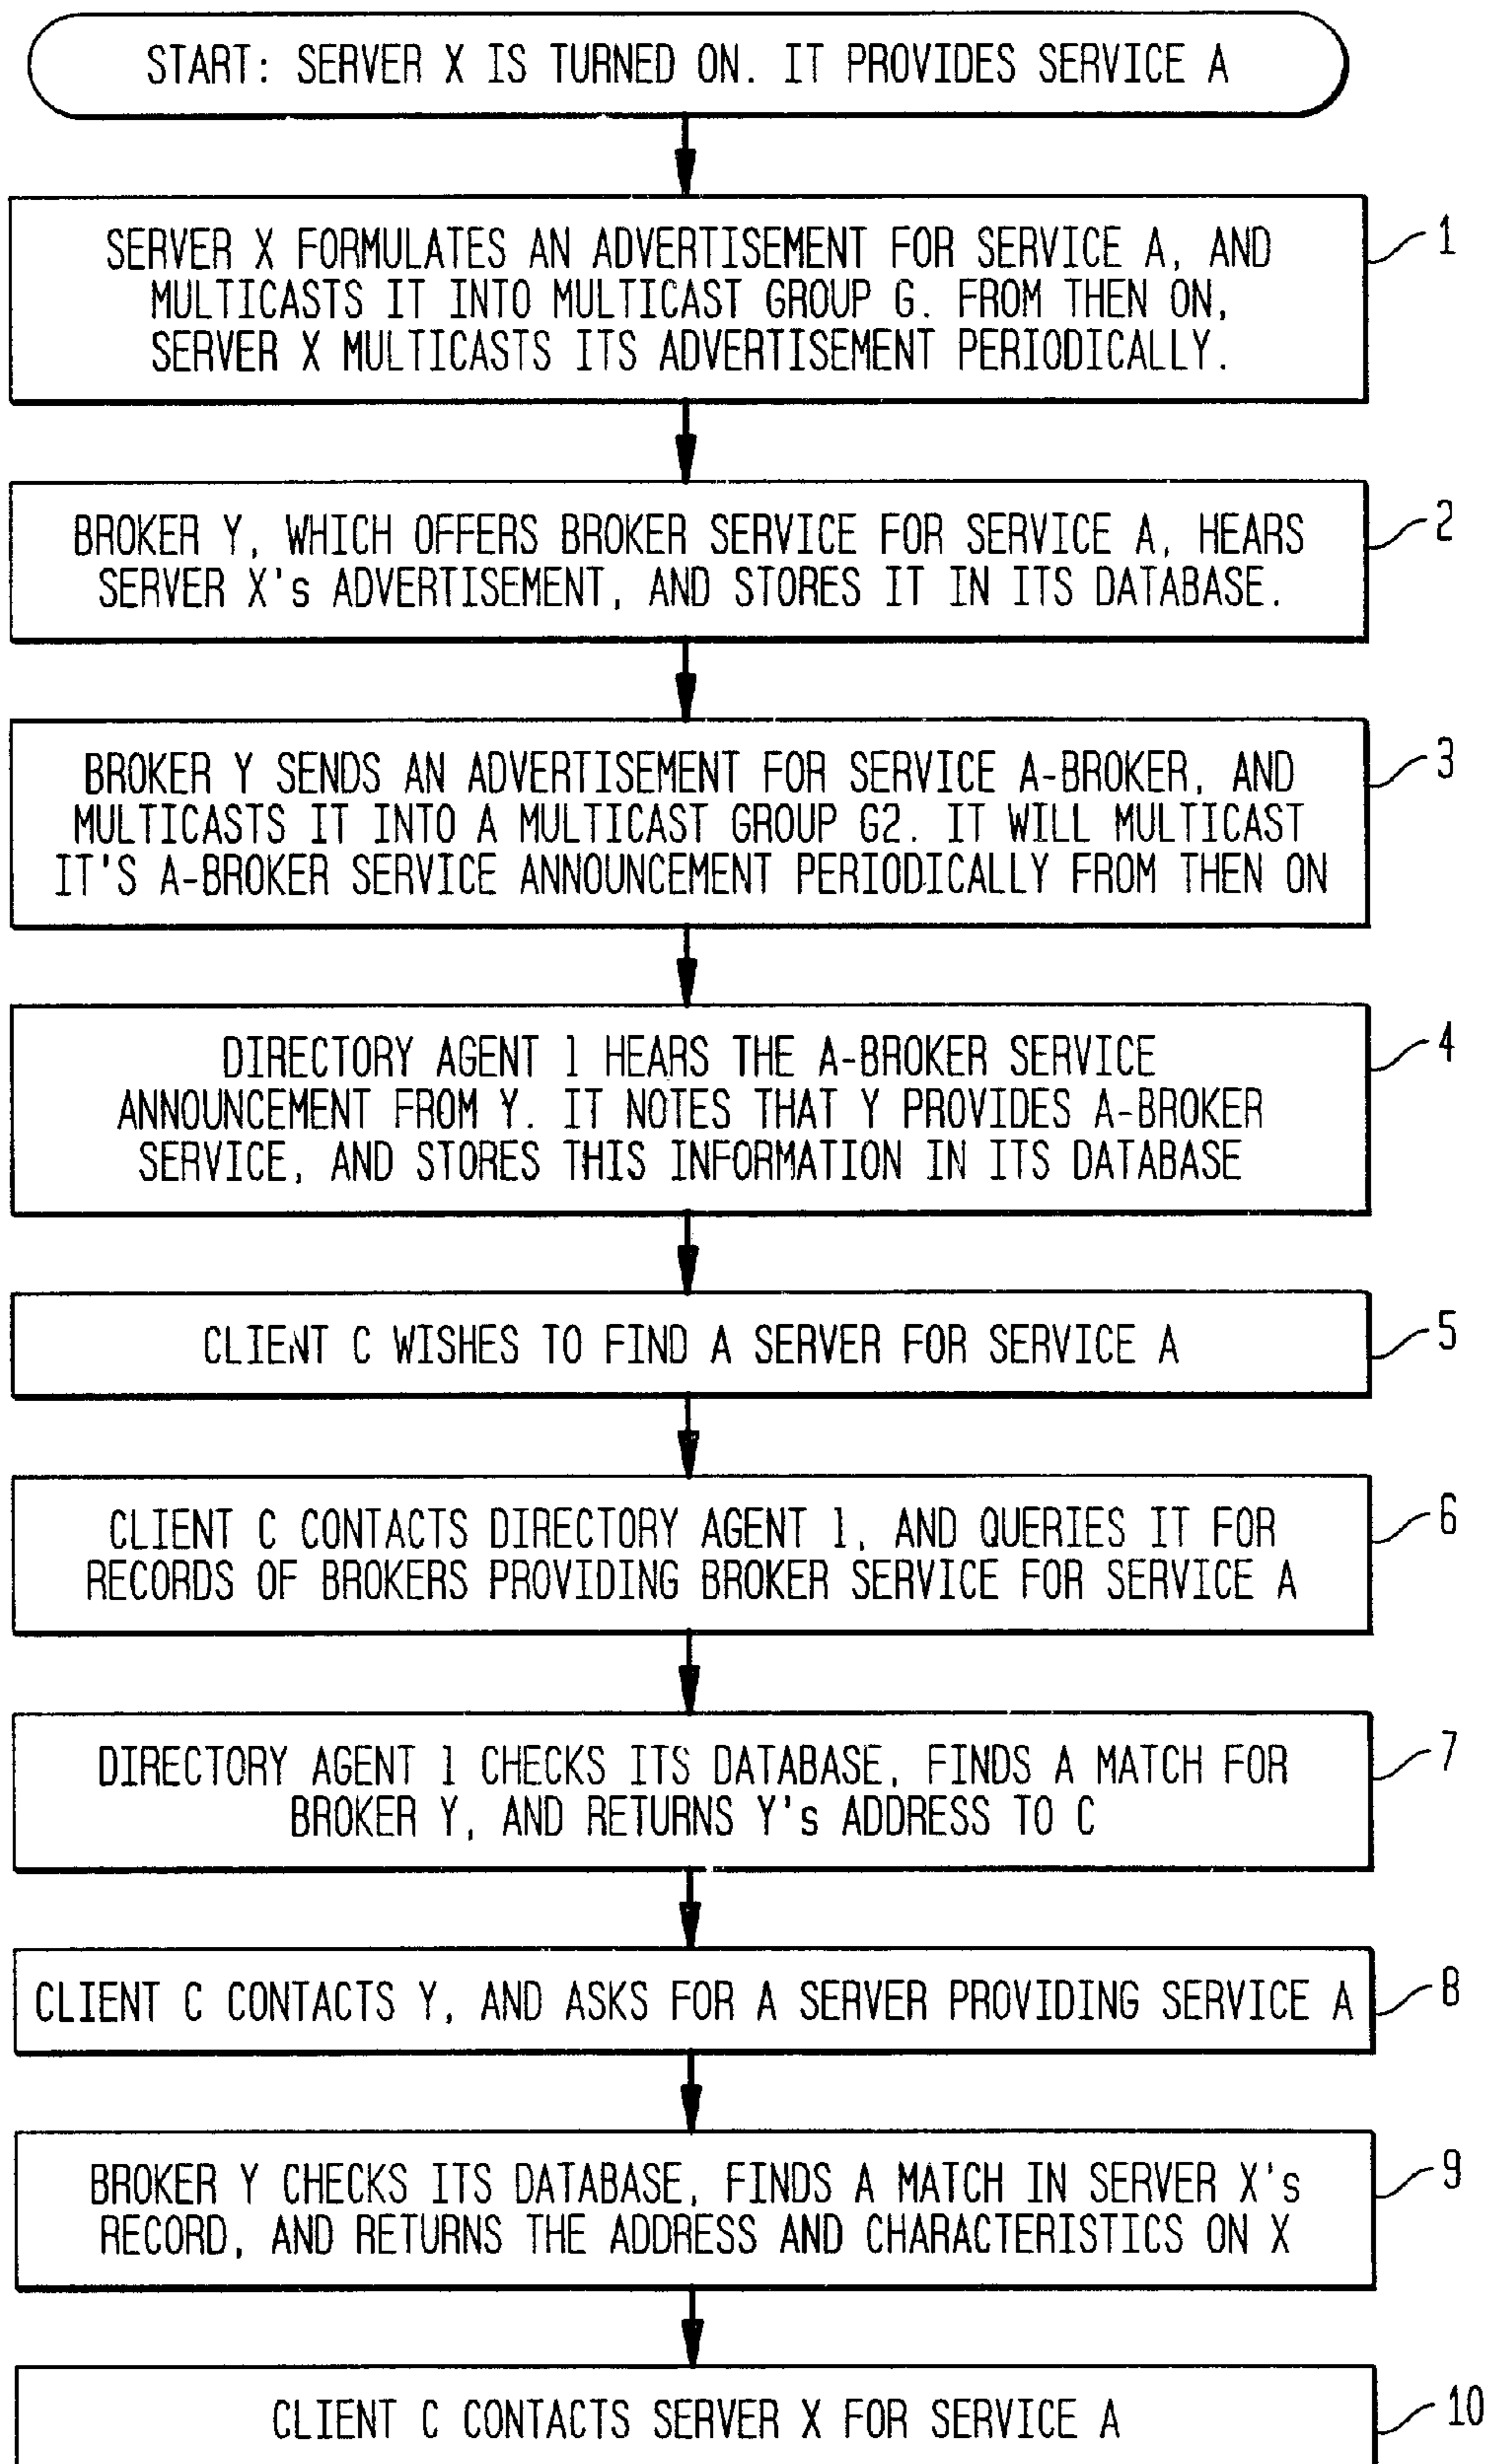 START: SERVER X IS TURNED ON. IT PROVIDES SERVICE A
SERVER X FORMULATES AN ADVERTISEMENT FOR SERVICE A, AND
MULTICASTS IT INTO MULTICAST GROUP G. FROM THEN ON,
SERVER X MULTICASTS ITS ADVERTISEMENT PERIODICALLY.
1
BROKER Y, WHICH OFFERS BROKER SERVICE FOR SERVICE A, HEARS
SERVER X's ADVERTISEMENT, AND STORES IT IN ITS DATABASE.
2
BROKER Y SENDS AN ADVERTISEMENT FOR SERVICE A-BROKER, AND
MULTICASTS IT INTO A MULTICAST GROUP G2. IT WILL MULTICAST
IT'S A-BROKER SERVICE ANNOUNCEMENT PERIODICALLY FROM THEN ON
3
DIRECTORY AGENT 1 HEARS THE A-BROKER SERVICE
ANNOUNCEMENT FROM Y. IT NOTES THAT Y PROVIDES A-BROKER
SERVICE, AND STORES THIS INFORMATION IN ITS DATABASE
4
CLIENT C WISHES TO FIND A SERVER FOR SERVICE A
5
CLIENT C CONTACTS DIRECTORY AGENT 1, AND QUERIES IT FOR
RECORDS OF BROKERS PROVIDING BROKER SERVICE FOR SERVICE A
6
DIRECTORY AGENT 1 CHECKS ITS DATABASE, FINDS A MATCH FOR
BROKER Y, AND RETURNS Y's ADDRESS TO C
7
CLIENT C CONTACTS Y, AND ASKS FOR A SERVER PROVIDING SERVICE A
8
BROKER Y CHECKS ITS DATABASE, FINDS A MATCH IN SERVER X's
RECORD, AND RETURNS THE ADDRESS AND CHARACTERISTICS ON X
9
CLIENT C CONTACTS SERVER X FOR SERVICE A
10